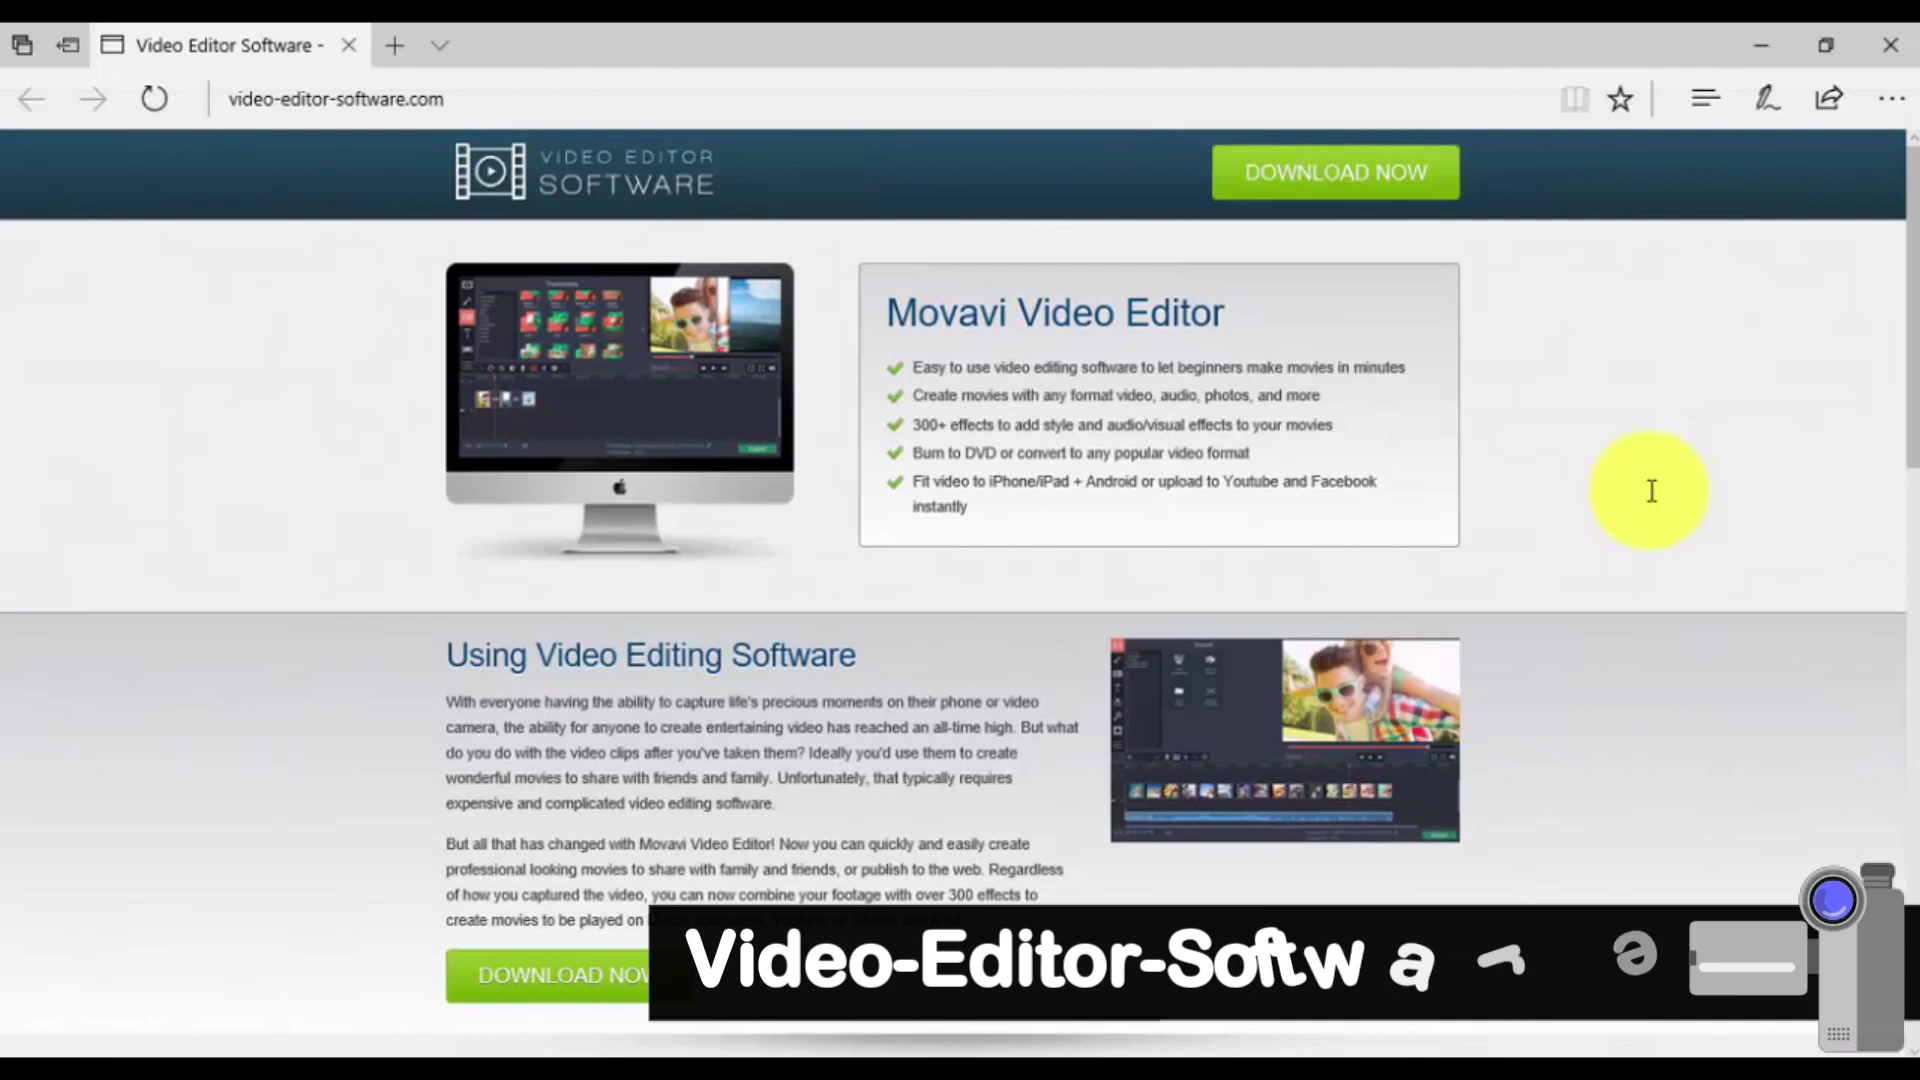 Video Editor Software -
video-editor-software.com
VIDEO EDITOR
SOFTWARE
DOWNLOAD NOW
Movavi Video Editor
Easy to use video editing software to let beginners make movies in minutes
Create movies with any format video, audio, photos, and more
300+ effects to add style and audio/visual effects to your movies
Burn to DVD or convert to any popular video format
Fit video to iPhone/iPad + Android or upload to Youtube and Facebook
instantly
Using Video Editing Software
With everyone having the ability to capture life's precious moments on their phone or video
camera, the ability for anyone to create entertaining video has reached an all-time high. But what
do you do with the video clips after you've taken them? Ideally you'd use them to create
wonderful movies to share with friends and family. Unfortunately, that typically requires
expensive and complicated video editing software.
But all that has changed with Movavi Video Editor! Now you can quickly and easily create
professional looking movies to share with family and friends, or publish to the web. Regardless
of how you captured the video, you can now combine your footage with over 300 effects to
create movies to be played on
DOWNLOAD NOW
Video-Editor-Software